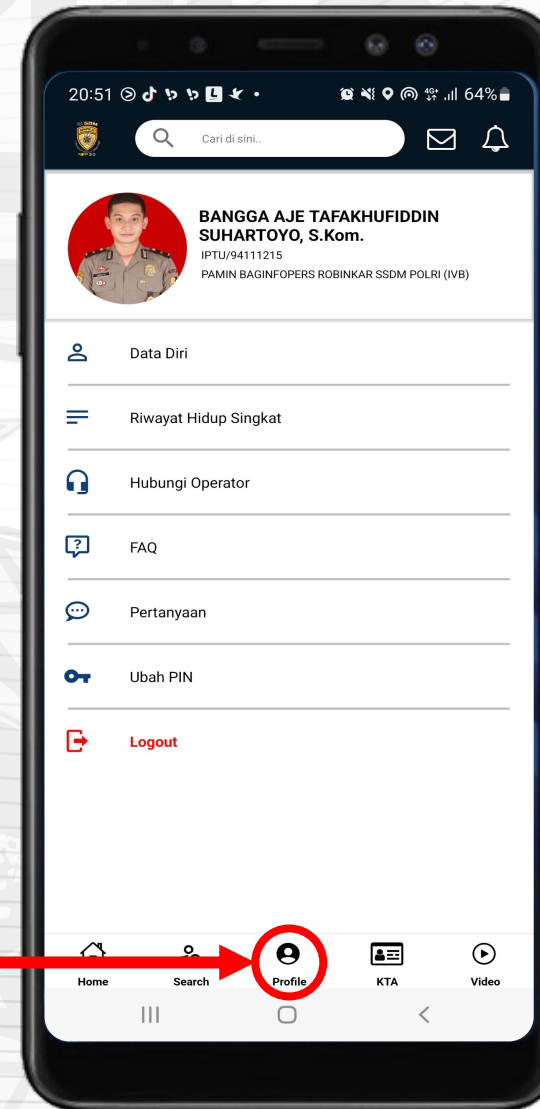 20:51
64%
Cari di sini..
BANGGA AJE TAFAKHUFIDDIN
SUHARTOYO, S.Kom.
IPTU/94111215
PAMIN BAGINFOPERS ROBINKAR SSDM POLRI (IVB)
Data Diri
Riwayat Hidup Singkat
Hubungi Operator
FAQ
Pertanyaan
Ubah PIN
Logout
Home Search Profile KTA Video